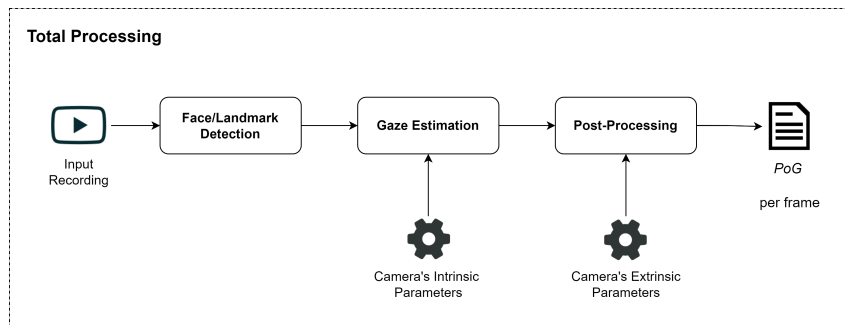 Total Processing
Face/Landmark
Detection
Gaze Estimation
Post-Processing
Input
Recording
PoG
per frame
Camera's Intrinsic
Parameters
Camera's Extrinsic
Parameters